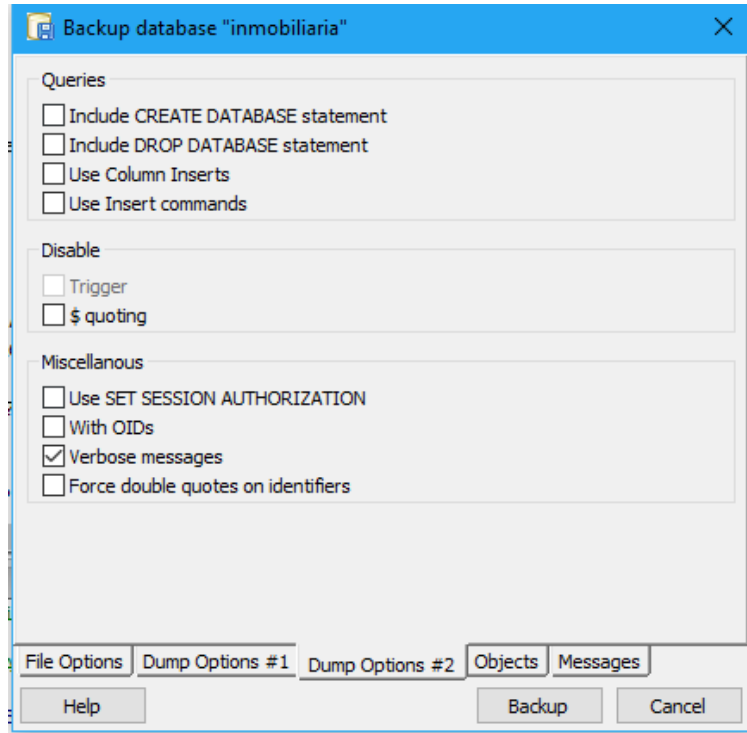 Backup database "inmobiliaria"
Queries
Include CREATE DATABASE statement
Include DROP DATABASE statement
Use Column Inserts
Use Insert commands
Disable
Trigger
$ quoting
Miscellanous
Use SET SESSION AUTHORIZATION
With OIDs
Verbose messages
Force double quotes on identifiers
File Options Dump Options #1 Dump Options #2 Objects Messages
Help Backup Cancel